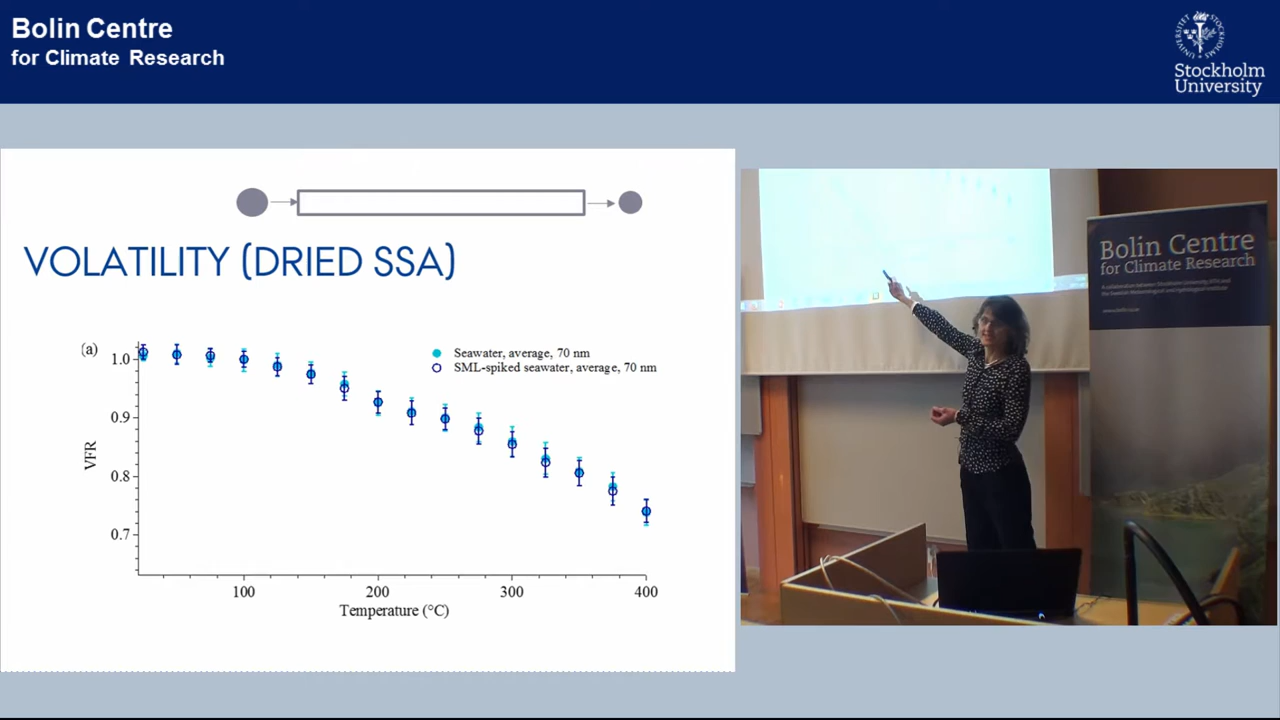 Bolin Centre
for Climate Research
Stockholm
University
VOLATILITY (DRIED SSA)
(a)
Seawater, average, 70 nm
SML-spiked seawater, average, 70 nm
1.0
0.9
0.8
0.7
VFR
100
200
300
400
Temperature (°C)
Bolin Centre
for Climate Research